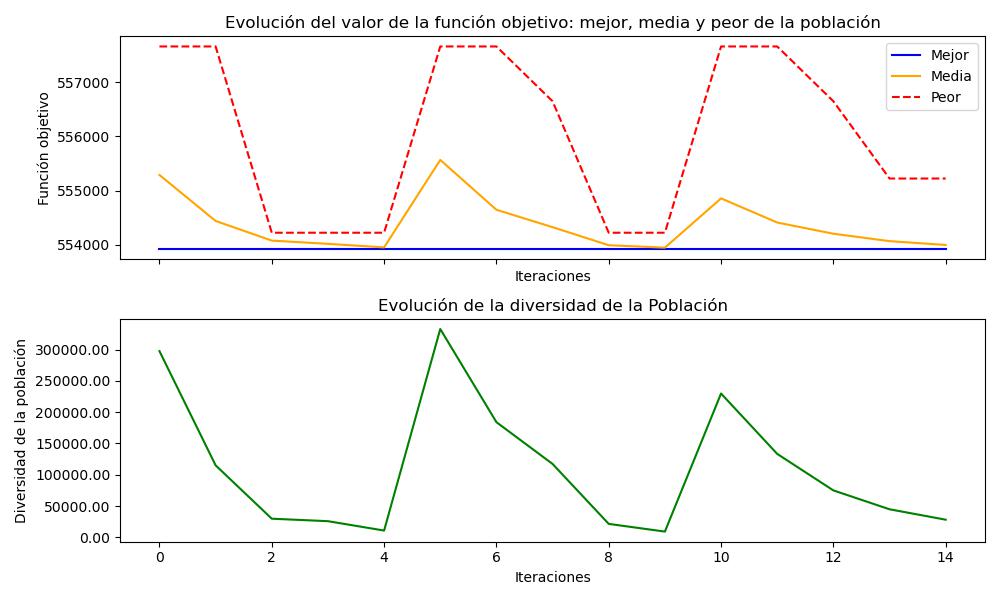 Evolución del valor de la función objetivo: mejor, media y peor de la población
Función objetivo
557000
556000
555000
554000
Mejor
Media
Peor
Iteraciones
Evolución de la diversidad de la Población
Diversidad de la población
300000.00
250000.00
200000.00
150000.00
100000.00
50000.00
0.00
0 2 4 6 8 10 12 14
Iteraciones